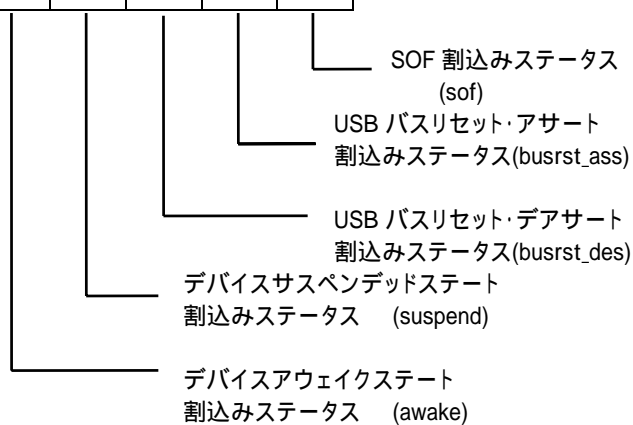 SOF 割込みステータス
(sof)
USB バスリセット・アサート
割込みステータス(busrst_ass)
USB バスリセット・デアサート
割込みステータス(busrst_des)
デバイスサスペンデッドステート
割込みステータス (suspend)
デバイスアウェイクステート
割込みステータス (awake)